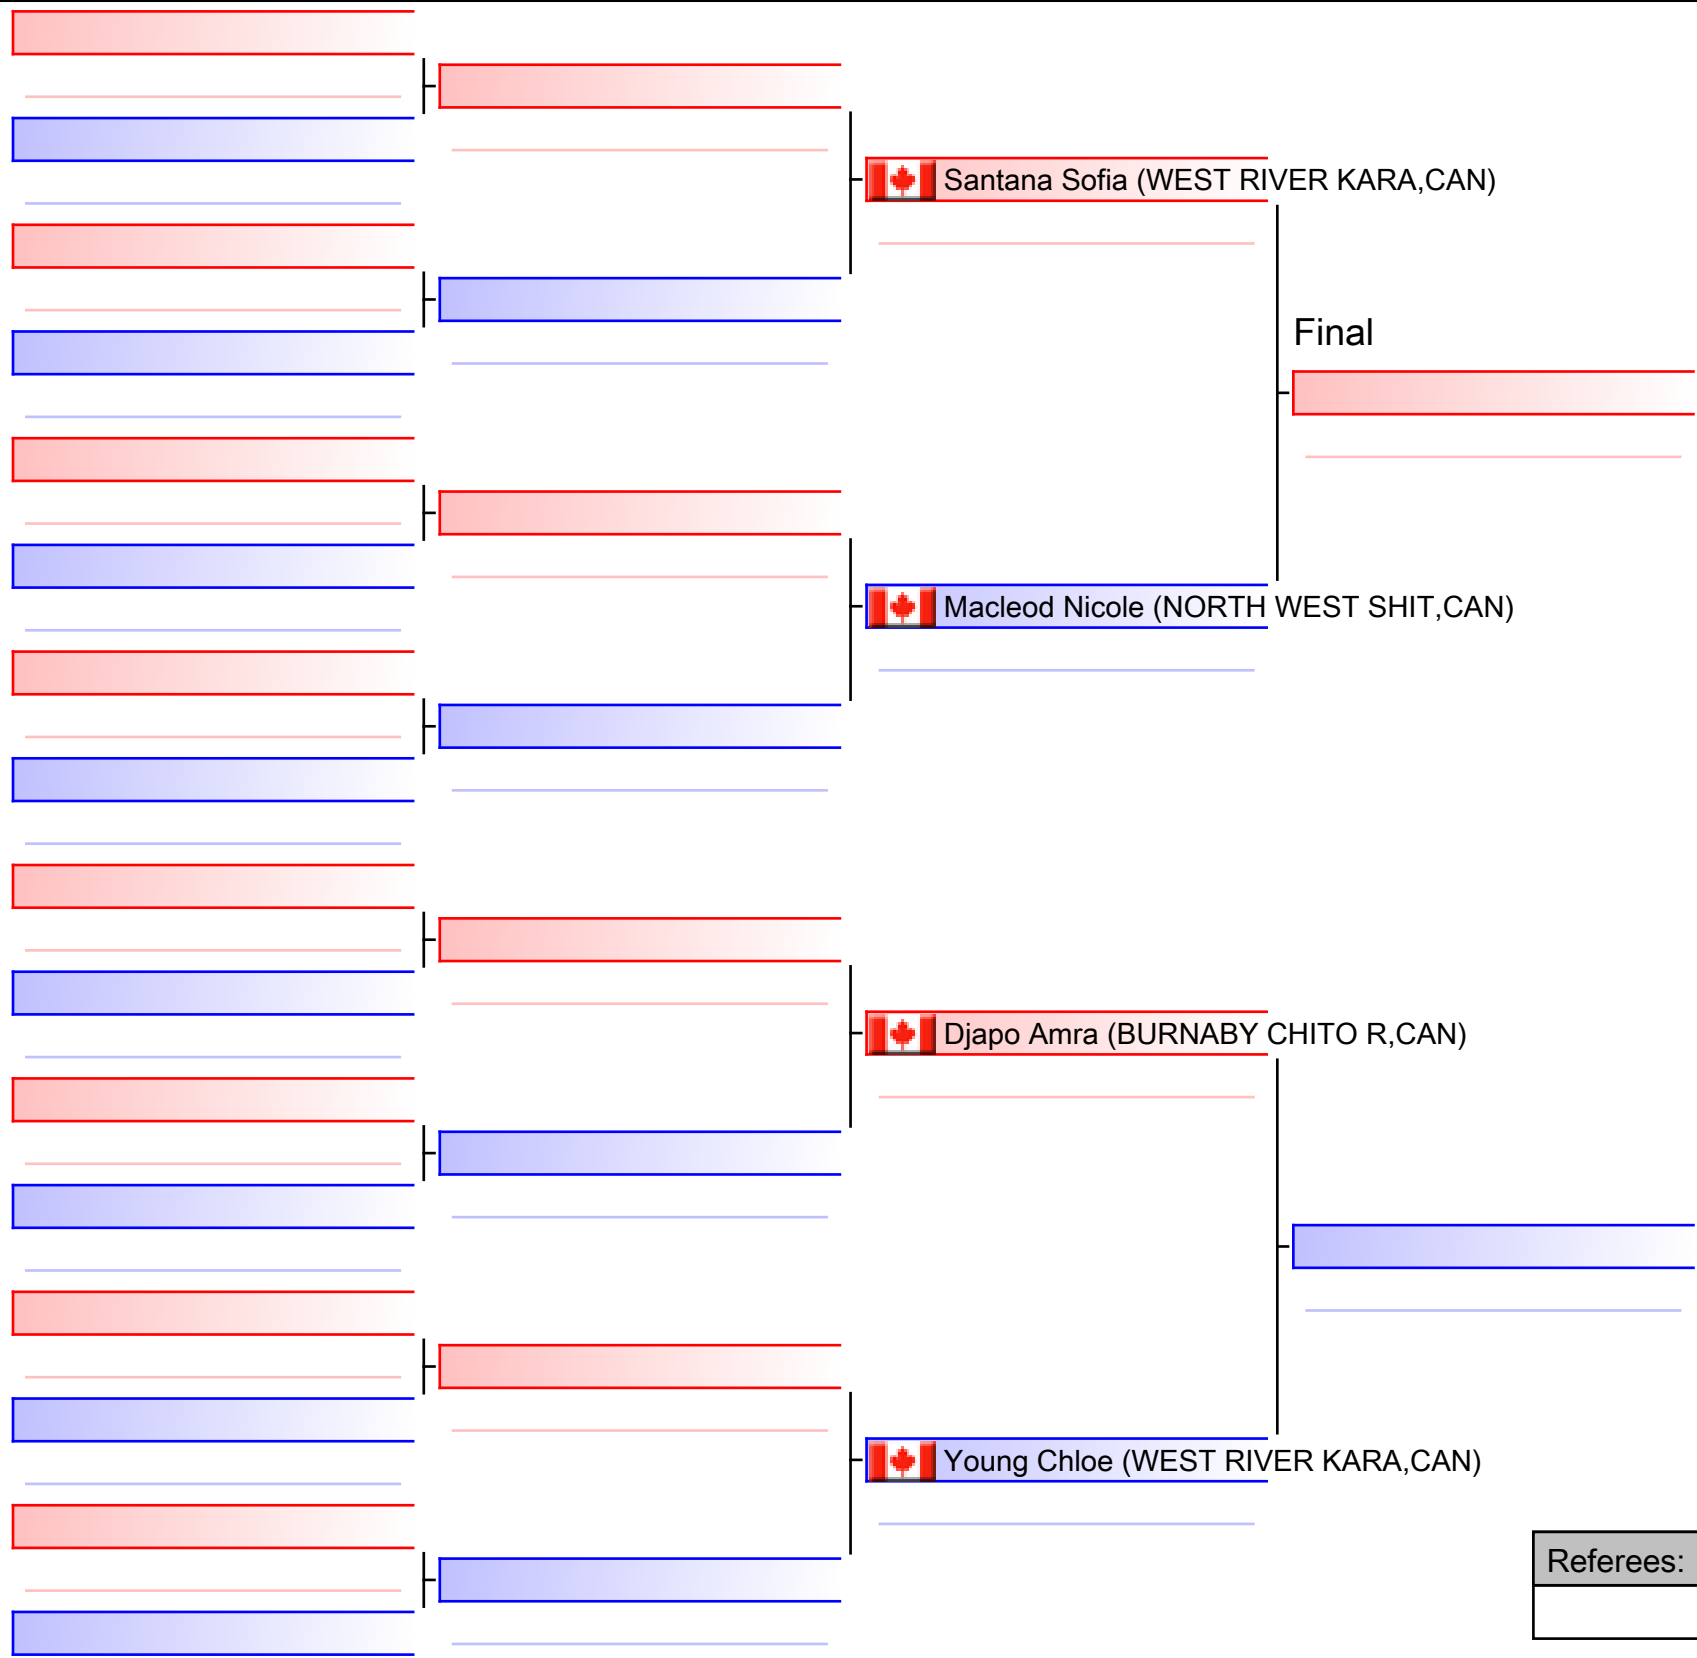 Santana Sofia (WEST RIVER KARA,CAN)
Final
Macleod Nicole (NORTH WEST SHIT,CAN)
Djapo Amra (BURNABY CHITO R,CAN)
Young Chloe (WEST RIVER KARA,CAN)
Referees: